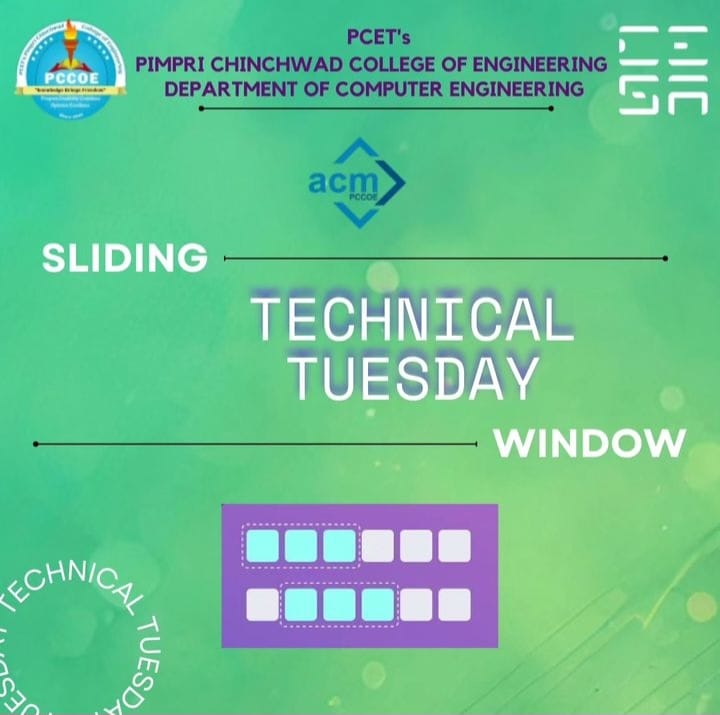 PCET's
PIMPRI CHINCHWAD COLLEGE OF ENGINEERING
DEPARTMENT OF COMPUTER ENGINEERING
PCCOE
"Knowledge Brings Freedom"
acm
PCCOE
SLIDING
TECHNICAL
TUESDAY
WINDOW
TECHNICAL TUESDAY